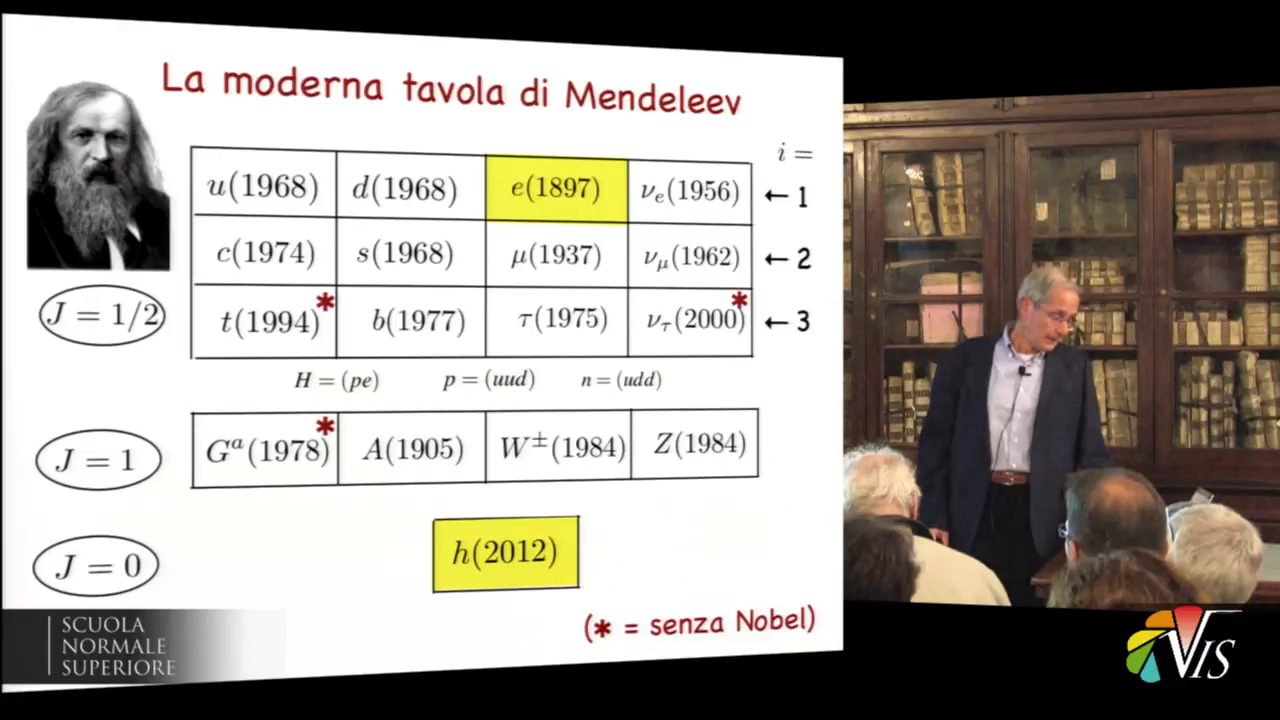 La moderna tavola di Mendeleev
i =
u(1968) d(1968) e(1897) νₑ(1956) ←1
c(1974) s(1968) μ(1937) ν_μ(1962) ←2
J = 1/2
t(1994)* b(1977) τ(1975) ν_τ(2000)* ←3
H = (pe) p = (uud) n = (udd)
J = 1
Gᵃ(1978)* A(1905) W±(1984) Z(1984)
J = 0
h(2012)
(* = senza Nobel)
SCUOLA
NORMALE
SUPERIORE
VIS